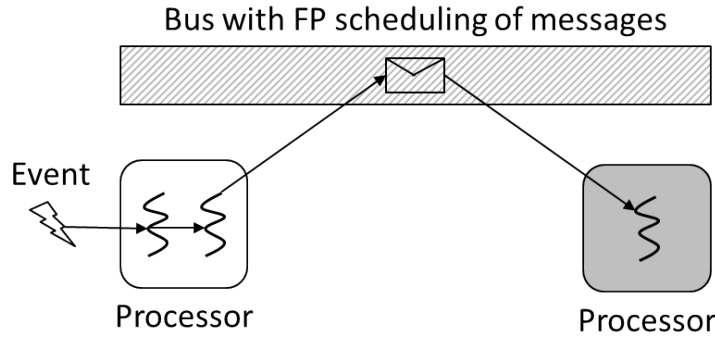 Bus with FP scheduling of messages
Event
Processor
Processor